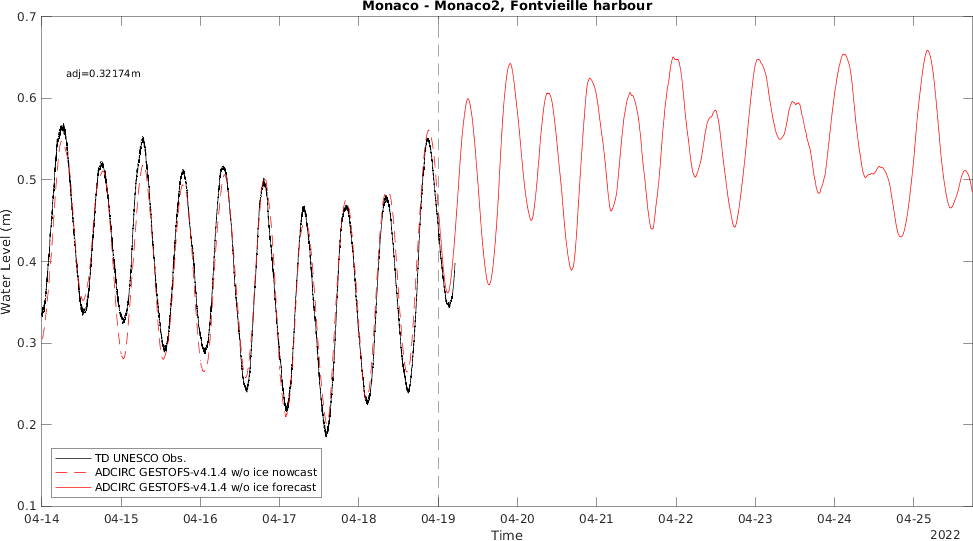 Monaco - Monaco2, Fontvieille harbour
0.7
adj=0.32174m
0.6
0.5
0.4
0.3
0.2
0.1
Water Level (m)
TD UNESCO Obs.
ADCIRC GESTOFS-v4.1.4 w/o ice nowcast
ADCIRC GESTOFS-v4.1.4 w/o ice forecast
04-14 04-15 04-16 04-17 04-18 04-19 04-20 04-21 04-22 04-23 04-24 04-25
Time
2022